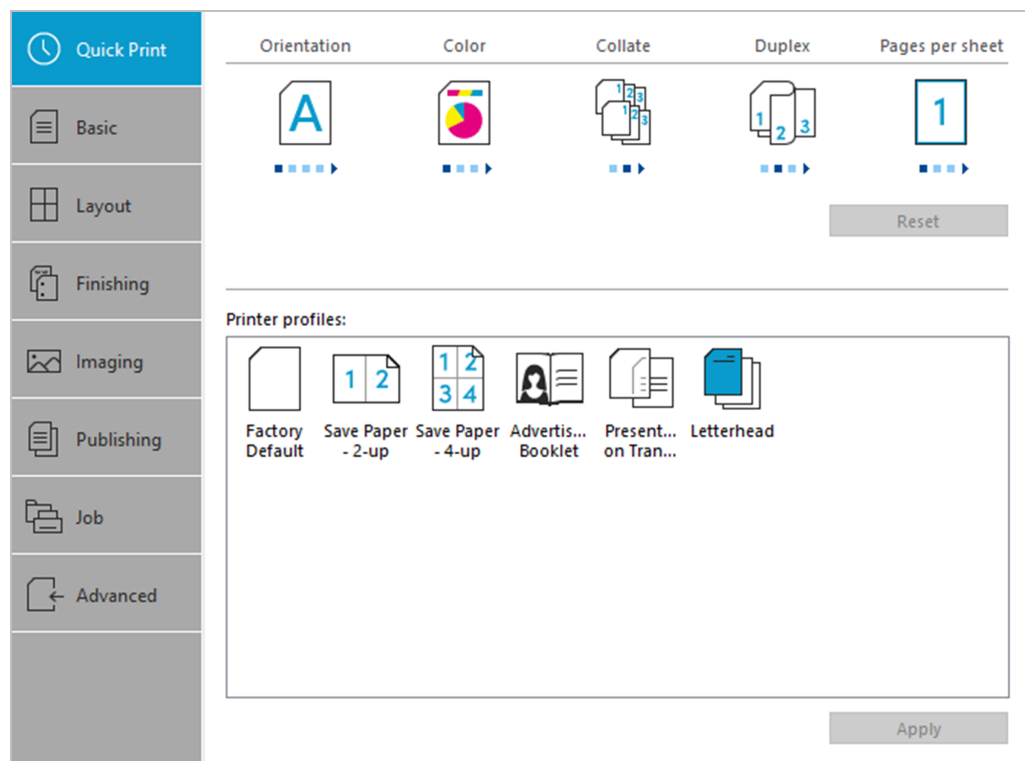 Quick Print
Basic
Layout
Finishing
Imaging
Publishing
Job
Advanced
Orientation Color Collate Duplex Pages per sheet
A 1 2 3 1 2 3 1 2 3 1
Reset
Printer profiles:
1 2 1 2
3 4
Factory Save Paper Save Paper Advertis... Present... Letterhead
Default - 2-up - 4-up Booklet on Tran...
Apply